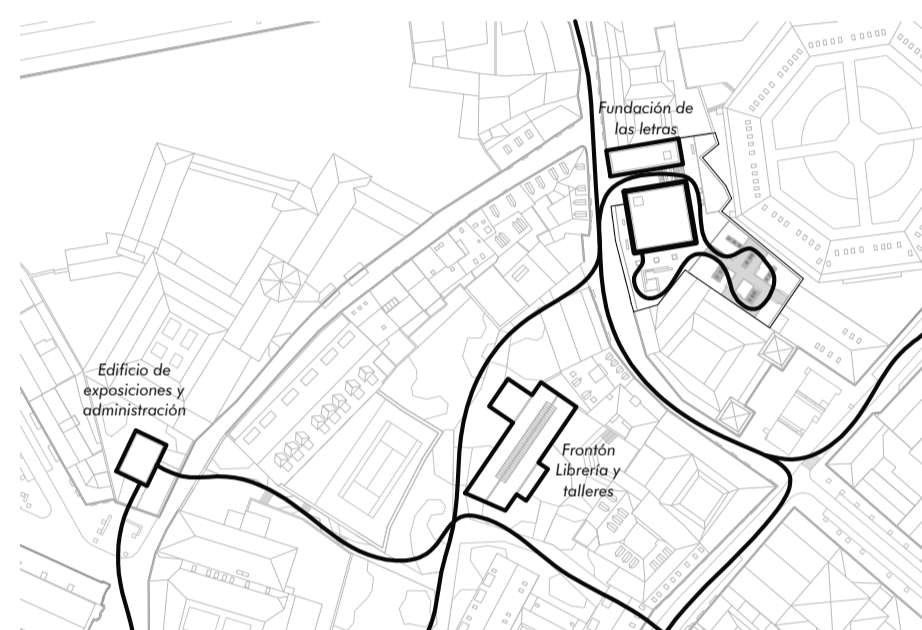 Fundación de
las letras
Edificio de
exposiciones y
administración
Frontón
Librería y
talleres